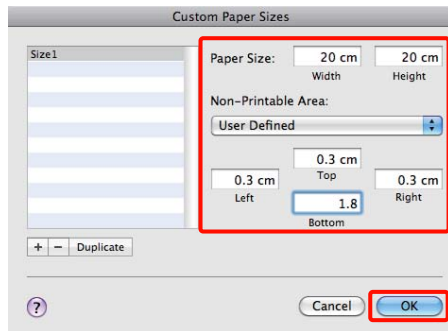 Custom Paper Sizes
Size1
Paper Size: 20 cm 20 cm
Width Height
Non-Printable Area:
User Defined
0.3 cm
Top
0.3 cm 0.3 cm
Left Right
1.8
Bottom
+ − Duplicate
? Cancel OK